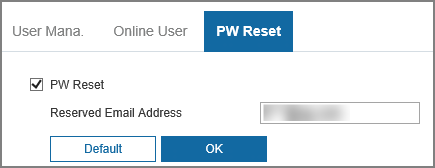 User Mana.
Online User
PW Reset
PW Reset
Reserved Email Address
Default
OK